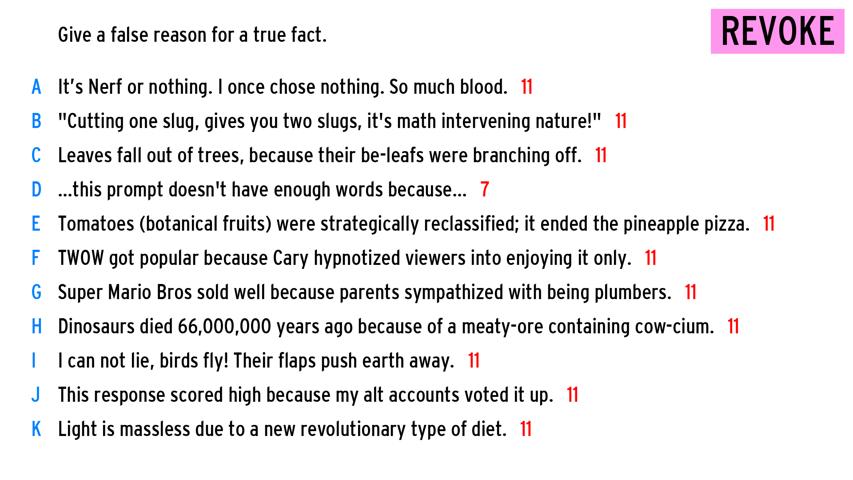 Give a false reason for a true fact.
REVOKE
A It's Nerf or nothing. I once chose nothing. So much blood. 11
B "Cutting one slug, gives you two slugs, it's math intervening nature!" 11
C Leaves fall out of trees, because their be-leafs were branching off. 11
D ...this prompt doesn't have enough words because... 7
E Tomatoes (botanical fruits) were strategically reclassified; it ended the pineapple pizza. 11
F TWOW got popular because Cary hypnotized viewers into enjoying it only. 11
G Super Mario Bros sold well because parents sympathized with being plumbers. 11
H Dinosaurs died 66,000,000 years ago because of a meaty-ore containing cow-cium. 11
I I can not lie, birds fly! Their flaps push earth away. 11
J This response scored high because my alt accounts voted it up. 11
K Light is massless due to a new revolutionary type of diet. 11